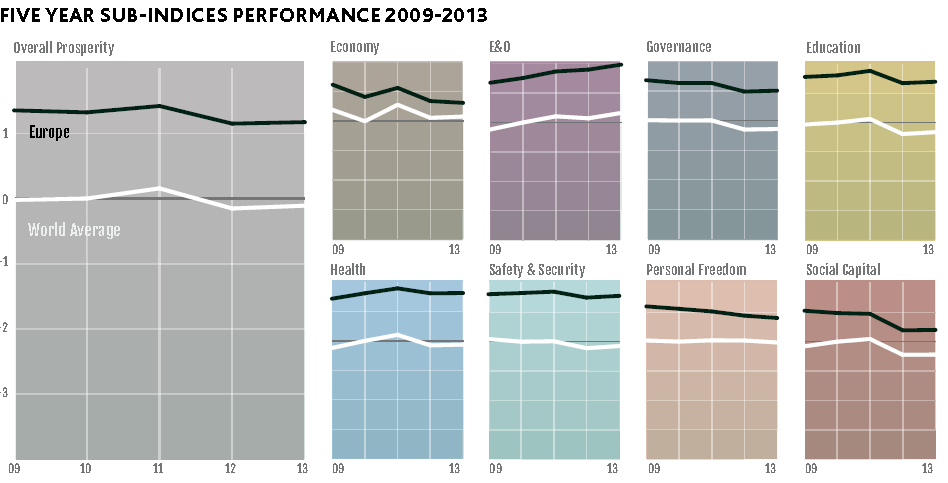 FIVE YEAR SUB-INDICES PERFORMANCE 2009-2013
Overall Prosperity
Economy
E&O
Governance
Education
1
Europe
0
World Average
-1
-2
-3
09 10 11 12 13
09 13
09 13
09 13
09 13
Health
Safety & Security
Personal Freedom
Social Capital
09 13
09 13
09 13
09 13